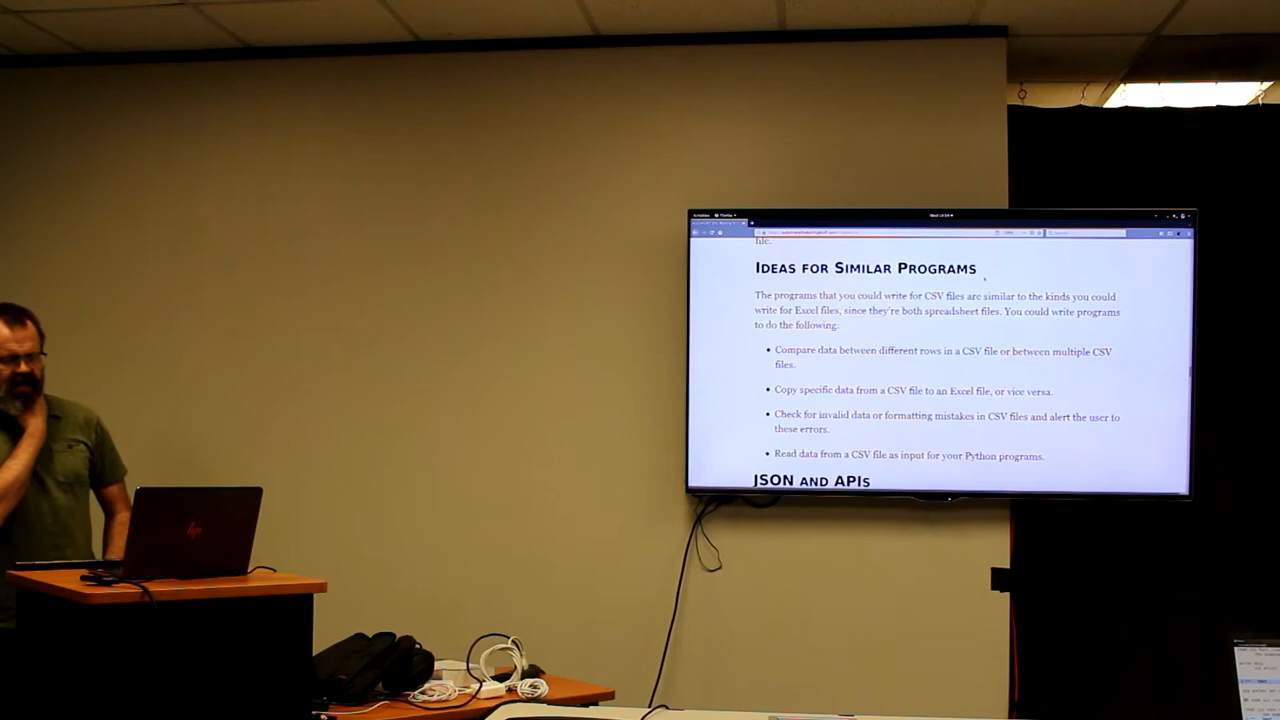 file.
IDEAS FOR SIMILAR PROGRAMS
The programs that you could write for CSV files are similar to the kinds you could
write for Excel files, since they're both spreadsheet files. You could write programs
to do the following:
• Compare data between different rows in a CSV file or between multiple CSV
files.
• Copy specific data from a CSV file to an Excel file, or vice versa.
• Check for invalid data or formatting mistakes in CSV files and alert the user to
these errors.
• Read data from a CSV file as input for your Python programs.
JSON AND APIS
hp